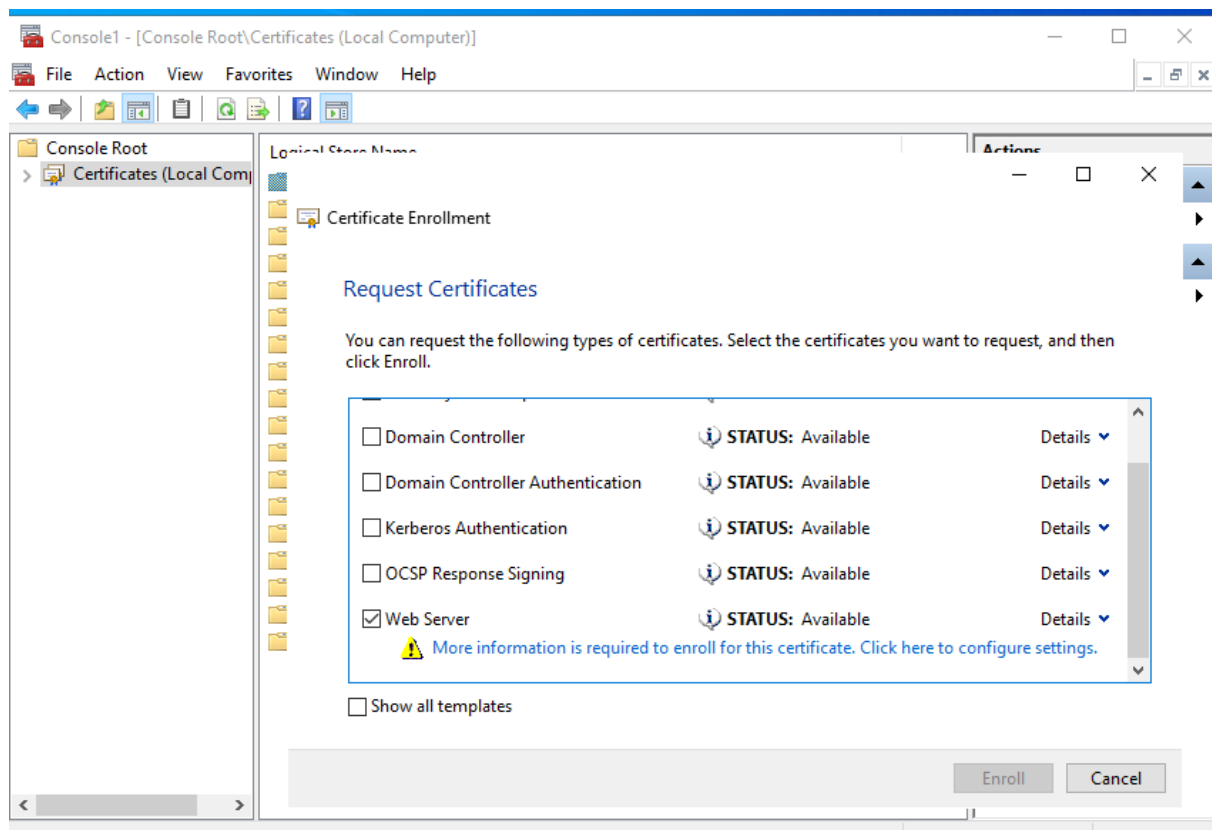 Console1 - [Console Root\Certificates (Local Computer)]
File Action View Favorites Window Help
Console Root
Certificates (Local Comp
Logical Store Name
Actions
Certificate Enrollment
Request Certificates
You can request the following types of certificates. Select the certificates you want to request, and then
click Enroll.
Domain Controller STATUS: Available Details
Domain Controller Authentication STATUS: Available Details
Kerberos Authentication STATUS: Available Details
OCSP Response Signing STATUS: Available Details
Web Server STATUS: Available Details
More information is required to enroll for this certificate. Click here to configure settings.
Show all templates
Enroll Cancel